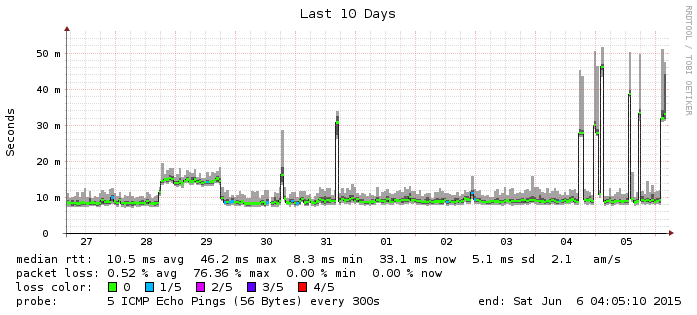 Last 10 Days
RRDTOOL / TOBI OETIKER
Seconds
50 m
40 m
30 m
20 m
10 m
0
27 28 29 30 31 01 02 03 04 05
median rtt: 10.5 ms avg 46.2 ms max 8.3 ms min 33.1 ms now 5.1 ms sd 2.1 am/s
packet loss: 0.52 % avg 76.36 % max 0.00 % min 0.00 % now
loss color: 0 1/5 2/5 3/5 4/5
probe: 5 ICMP Echo Pings (56 Bytes) every 300s end: Sat Jun 6 04:05:10 2015